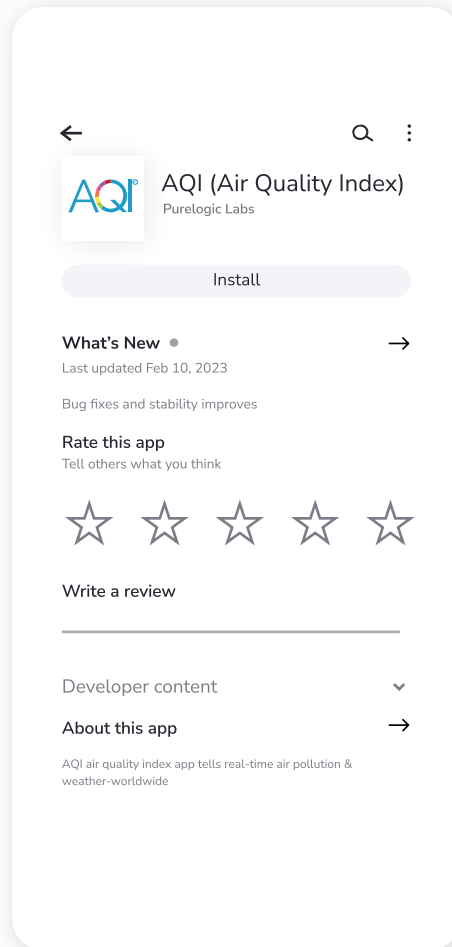 AQI
AQI (Air Quality Index)
Purelogic Labs
Install
What's New
Last updated Feb 10, 2023
Bug fixes and stability improves
Rate this app
Tell others what you think
Write a review
Developer content
About this app
AQI air quality index app tells real-time air pollution &
weather-worldwide